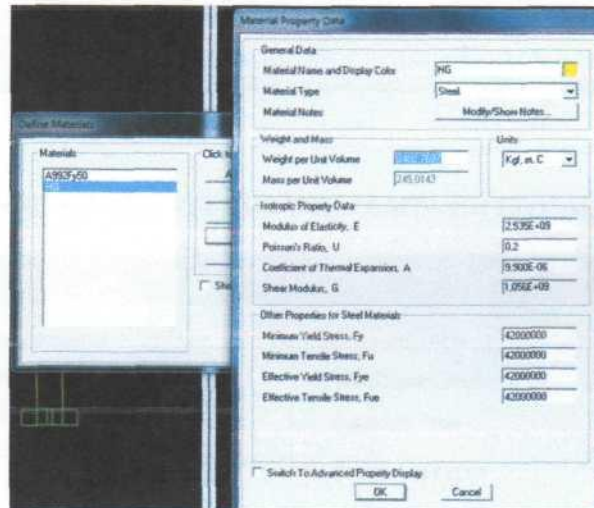 Material Property Data
General Data
Material Name and Display Color
HG
Material Type
Steel
Material Notes
Modify/Show Notes...
Define Materials
Materials
Click to
A992Fy50
Weight and Mass
Weight per Unit Volume
Mass per Unit Volume
245,0143
Units
Kgf, m, C
Isotropic Property Data
Modulus of Elasticity, E
2,535E+09
Poisson's Ratio, U
0,2
Coefficient of Thermal Expansion, A
9,900E-06
Shear Modulus, G
1,056E+09
Other Properties for Steel Materials
Minimum Yield Stress, Fy
42000000
Minimum Tensile Stress, Fu
42000000
Effective Yield Stress, Fye
42000000
Effective Tensile Stress, Fue
42000000
Switch To Advanced Property Display
OK
Cancel